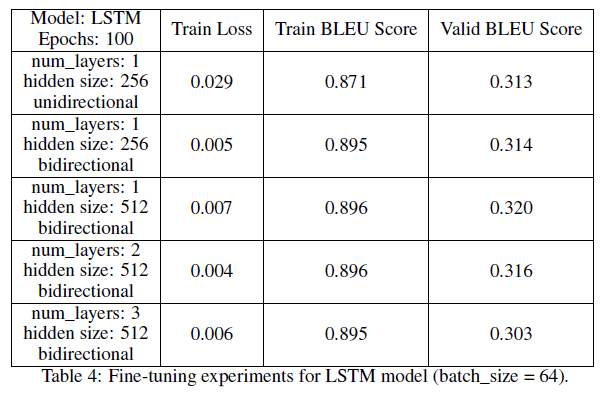 Model: LSTM
Epochs: 100
Train Loss
Train BLEU Score
Valid BLEU Score
num_layers: 1
hidden size: 256
unidirectional
0.029
0.871
0.313
num_layers: 1
hidden size: 256
bidirectional
0.005
0.895
0.314
num_layers: 1
hidden size: 512
bidirectional
0.007
0.896
0.320
num_layers: 2
hidden size: 512
bidirectional
0.004
0.896
0.316
num_layers: 3
hidden size: 512
bidirectional
0.006
0.895
0.303
Table 4: Fine-tuning experiments for LSTM model (batch_size = 64).